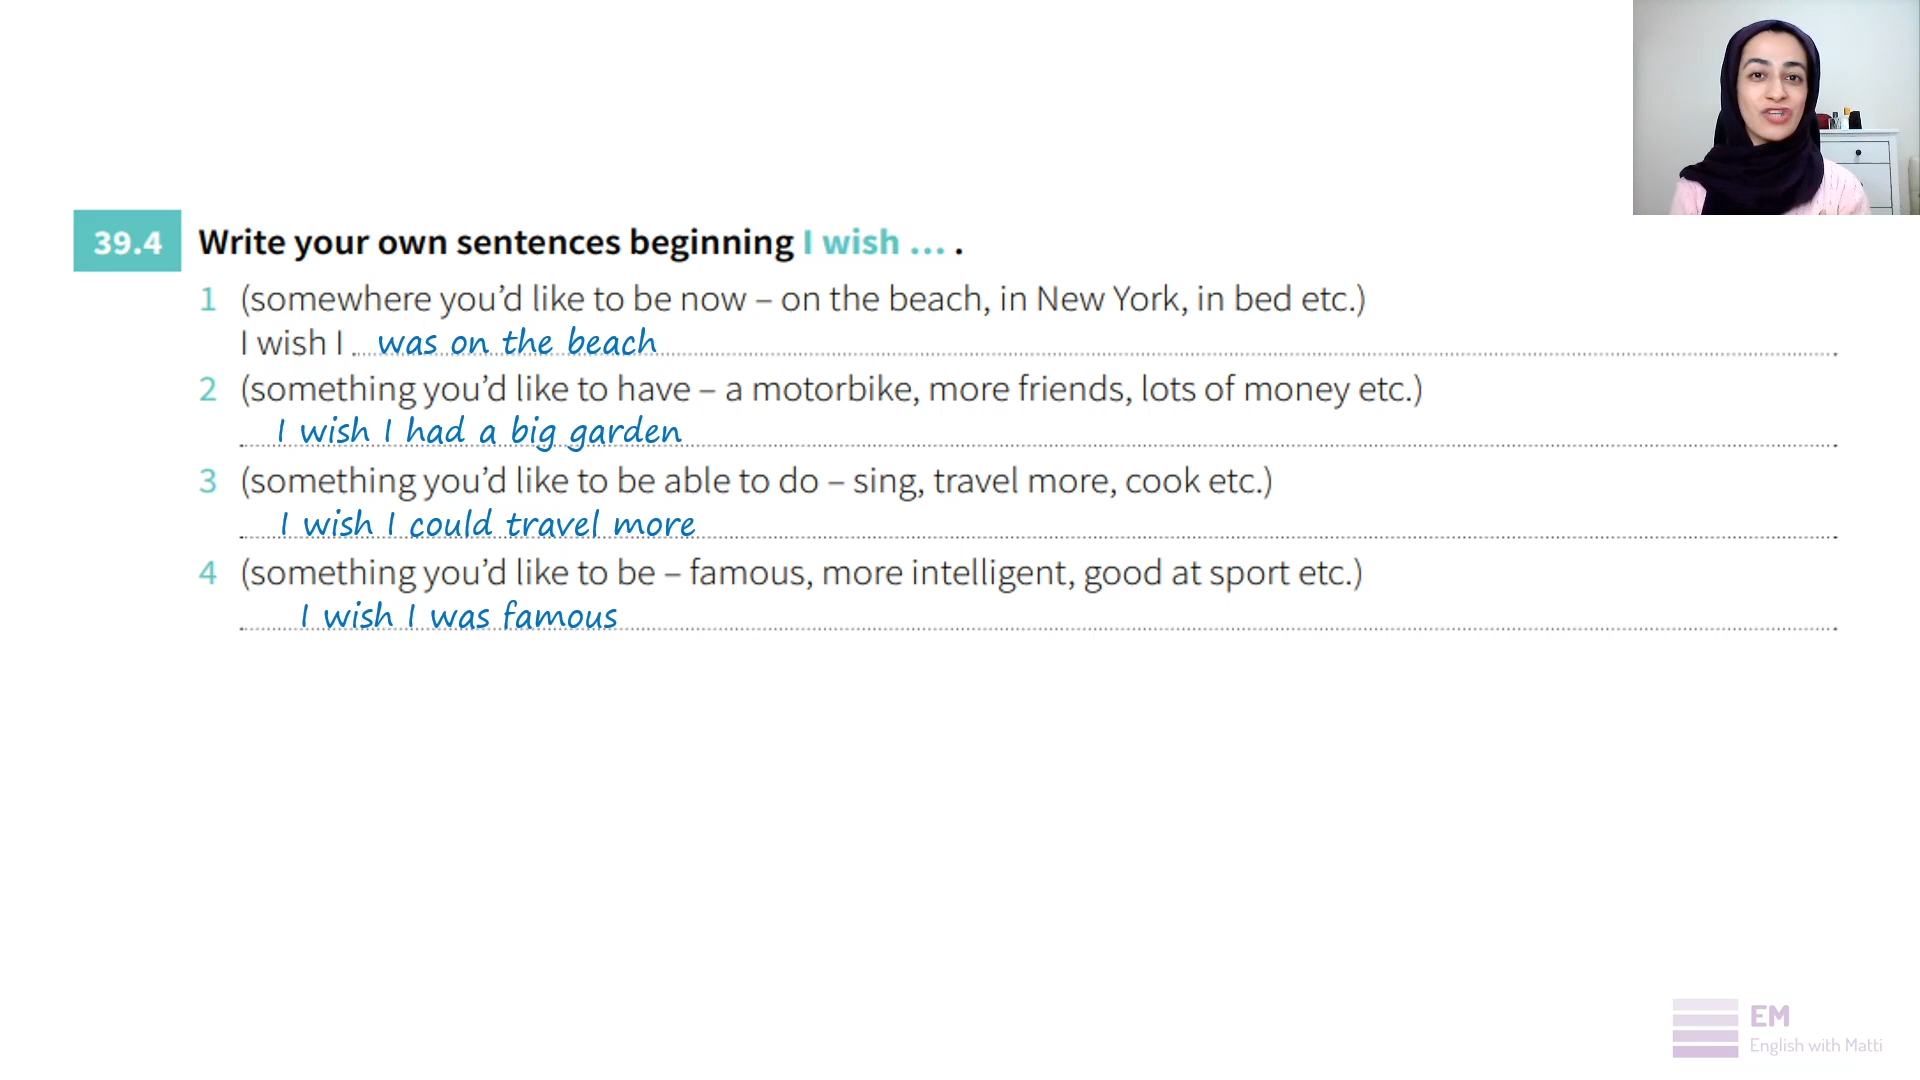 39.4 Write your own sentences beginning I wish ... .
1 (somewhere you’d like to be now – on the beach, in New York, in bed etc.)
I wish I was on the beach
2 (something you’d like to have – a motorbike, more friends, lots of money etc.)
I wish I had a big garden
3 (something you’d like to be able to do – sing, travel more, cook etc.)
I wish I could travel more
4 (something you’d like to be – famous, more intelligent, good at sport etc.)
I wish I was famous
EM
English with Matti